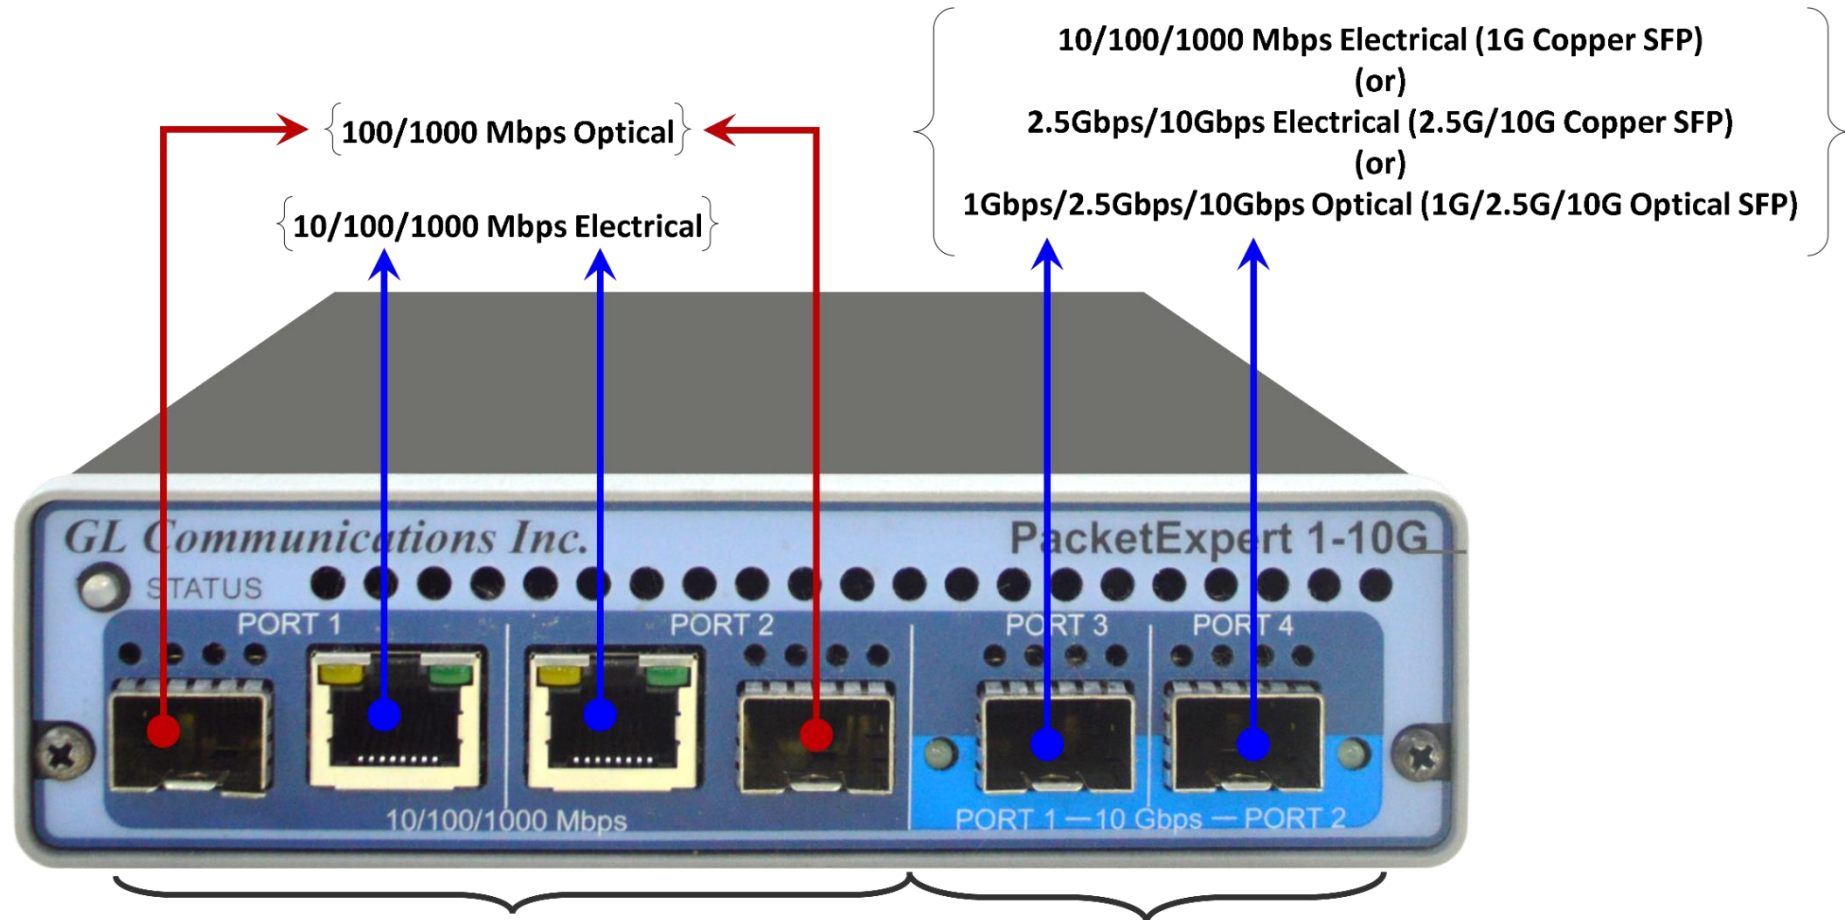 10/100/1000 Mbps Electrical (1G Copper SFP)
(or)
2.5Gbps/10Gbps Electrical (2.5G/10G Copper SFP)
(or)
1Gbps/2.5Gbps/10Gbps Optical (1G/2.5G/10G Optical SFP)
{100/1000 Mbps Optical}
{10/100/1000 Mbps Electrical}
GL Communications Inc.
PacketExpert 1-10G
STATUS
PORT 1
PORT 2
PORT 3
PORT 4
10/100/1000 Mbps
PORT 1 — 10 Gbps — PORT 2